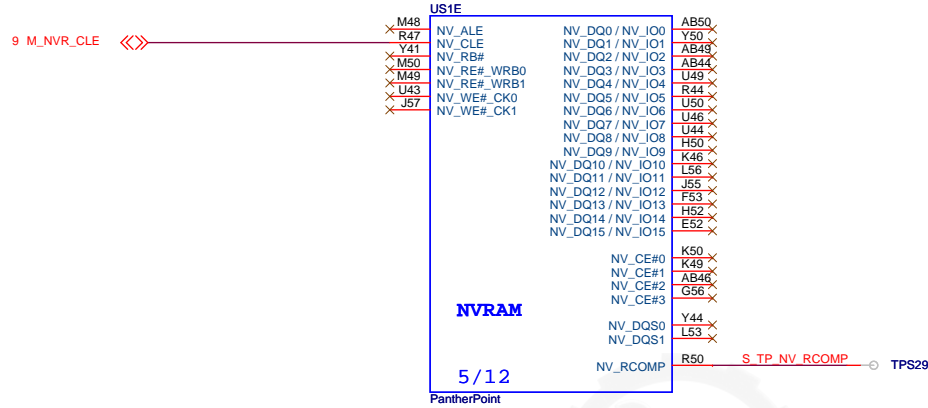 US1E
9 M_NVR_CLE
M48 NV_ALE
R47 NV_CLE
Y41 NV_RB#
M50 NV_RE#_WRB0
M49 NV_RE#_WRB1
U43 NV_WE#_CK0
J57 NV_WE#_CK1
NV_DQ0 / NV_IO0 AB50
NV_DQ1 / NV_IO1 Y50
NV_DQ2 / NV_IO2 AB49
NV_DQ3 / NV_IO3 AB44
NV_DQ4 / NV_IO4 U49
NV_DQ5 / NV_IO5 R44
NV_DQ6 / NV_IO6 U50
NV_DQ7 / NV_IO7 U46
NV_DQ8 / NV_IO8 U44
NV_DQ9 / NV_IO9 H50
NV_DQ10 / NV_IO10 K46
NV_DQ11 / NV_IO11 L56
NV_DQ12 / NV_IO12 J55
NV_DQ13 / NV_IO13 F53
NV_DQ14 / NV_IO14 H52
NV_DQ15 / NV_IO15 E52
NV_CE#0 K50
NV_CE#1 K49
NV_CE#2 AB46
NV_CE#3 G56
NVRAM
NV_DQS0 Y44
NV_DQS1 L53
NV_RCOMP R50 S_TP_NV_RCOMP TPS29
5/12
PantherPoint